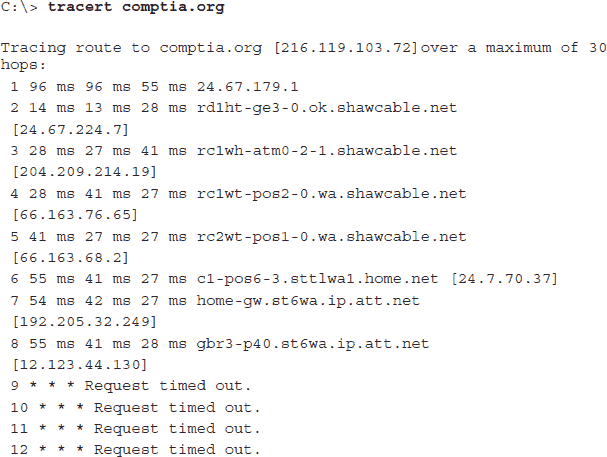 C:\> tracert comptia.org
Tracing route to comptia.org [216.119.103.72]over a maximum of 30
hops:
1 96 ms 96 ms 55 ms 24.67.179.1
2 14 ms 13 ms 28 ms rd1ht-ge3-0.ok.shawcable.net
[24.67.224.7]
3 28 ms 27 ms 41 ms rc1wh-atm0-2-1.shawcable.net
[204.209.214.19]
4 28 ms 41 ms 27 ms rc1wt-pos2-0.wa.shawcable.net
[66.163.76.65]
5 41 ms 27 ms 27 ms rc2wt-pos1-0.wa.shawcable.net
[66.163.68.2]
6 55 ms 41 ms 27 ms c1-pos6-3.sttlwa1.home.net [24.7.70.37]
7 54 ms 42 ms 27 ms home-gw.st6wa.ip.att.net
[192.205.32.249]
8 55 ms 41 ms 28 ms gbr3-p40.st6wa.ip.att.net
[12.123.44.130]
9 * * * Request timed out.
10 * * * Request timed out.
11 * * * Request timed out.
12 * * * Request timed out.